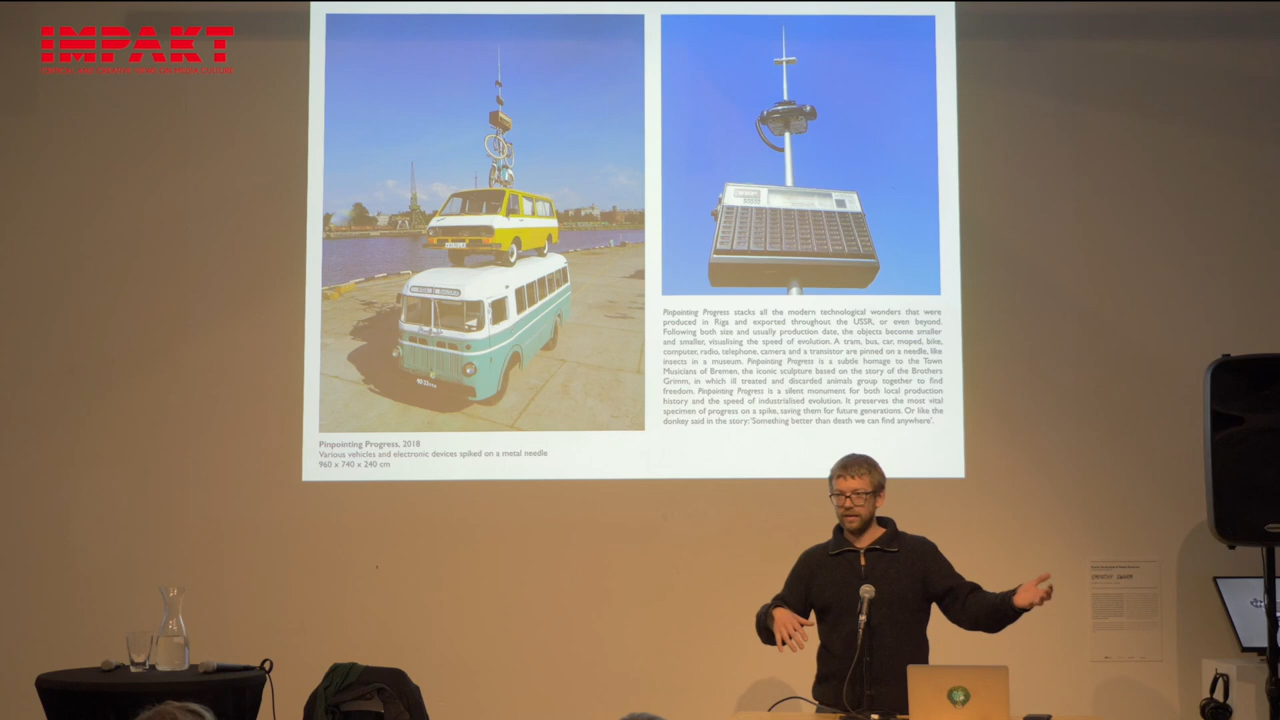 IMPAKT
Pinpointing Progress stacks all the modern technological wonders that were
produced in Riga and exported throughout the USSR, or even beyond.
Following both size and usually production date, the objects become smaller
and smaller, visualising the speed of evolution. A tram, bus, car, moped, bike,
computer, radio, telephone, camera and a transistor are pinned on a needle, like
insects in a museum. Pinpointing Progress is a subtle homage to the Town
Musicians of Bremen, the iconic sculpture based on the story of the Brothers
Grimm, in which ill treated and discarded animals group together to find
freedom. Pinpointing Progress is a silent monument for both local production
history and the speed of industrialised evolution. It preserves the most vital
specimen of progress on a spike, saving them for future generations. Or like the
donkey said in the story: 'Something better than death we can find anywhere'.
Pinpointing Progress, 2018
Various vehicles and electronic devices spiked on a metal needle
960 x 740 x 240 cm